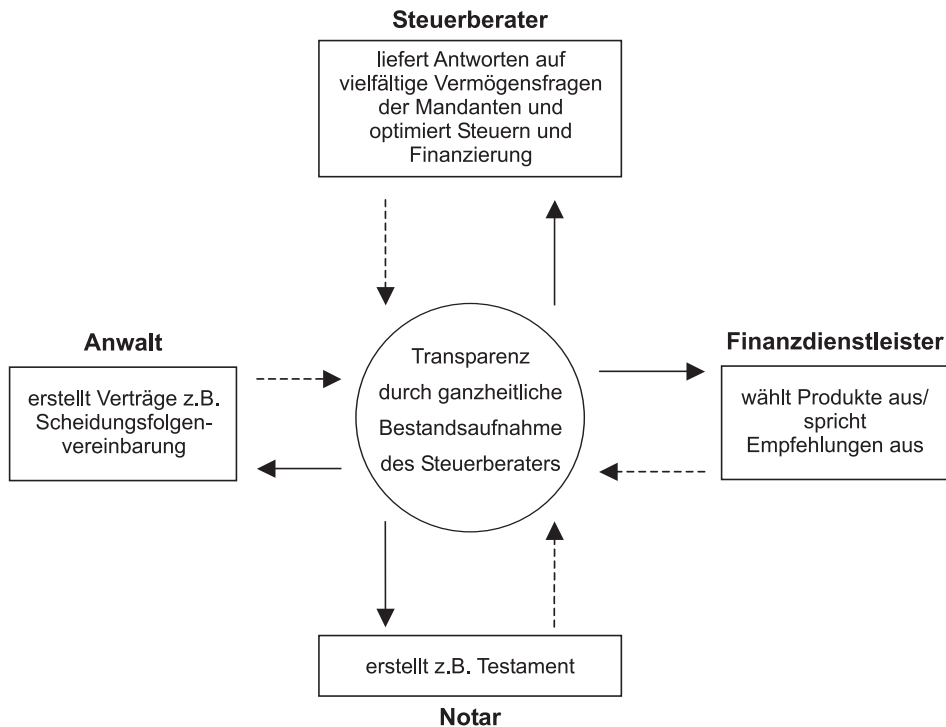 Steuerberater
liefert Antworten auf
vielfältige Vermögensfragen
der Mandanten und
optimiert Steuern und
Finanzierung
Anwalt
erstellt Verträge z.B.
Scheidungsfolgen-
vereinbarung
Transparenz
durch ganzheitliche
Bestandsaufnahme
des Steuerberaters
Finanzdienstleister
wählt Produkte aus/
spricht
Empfehlungen aus
erstellt z.B. Testament
Notar